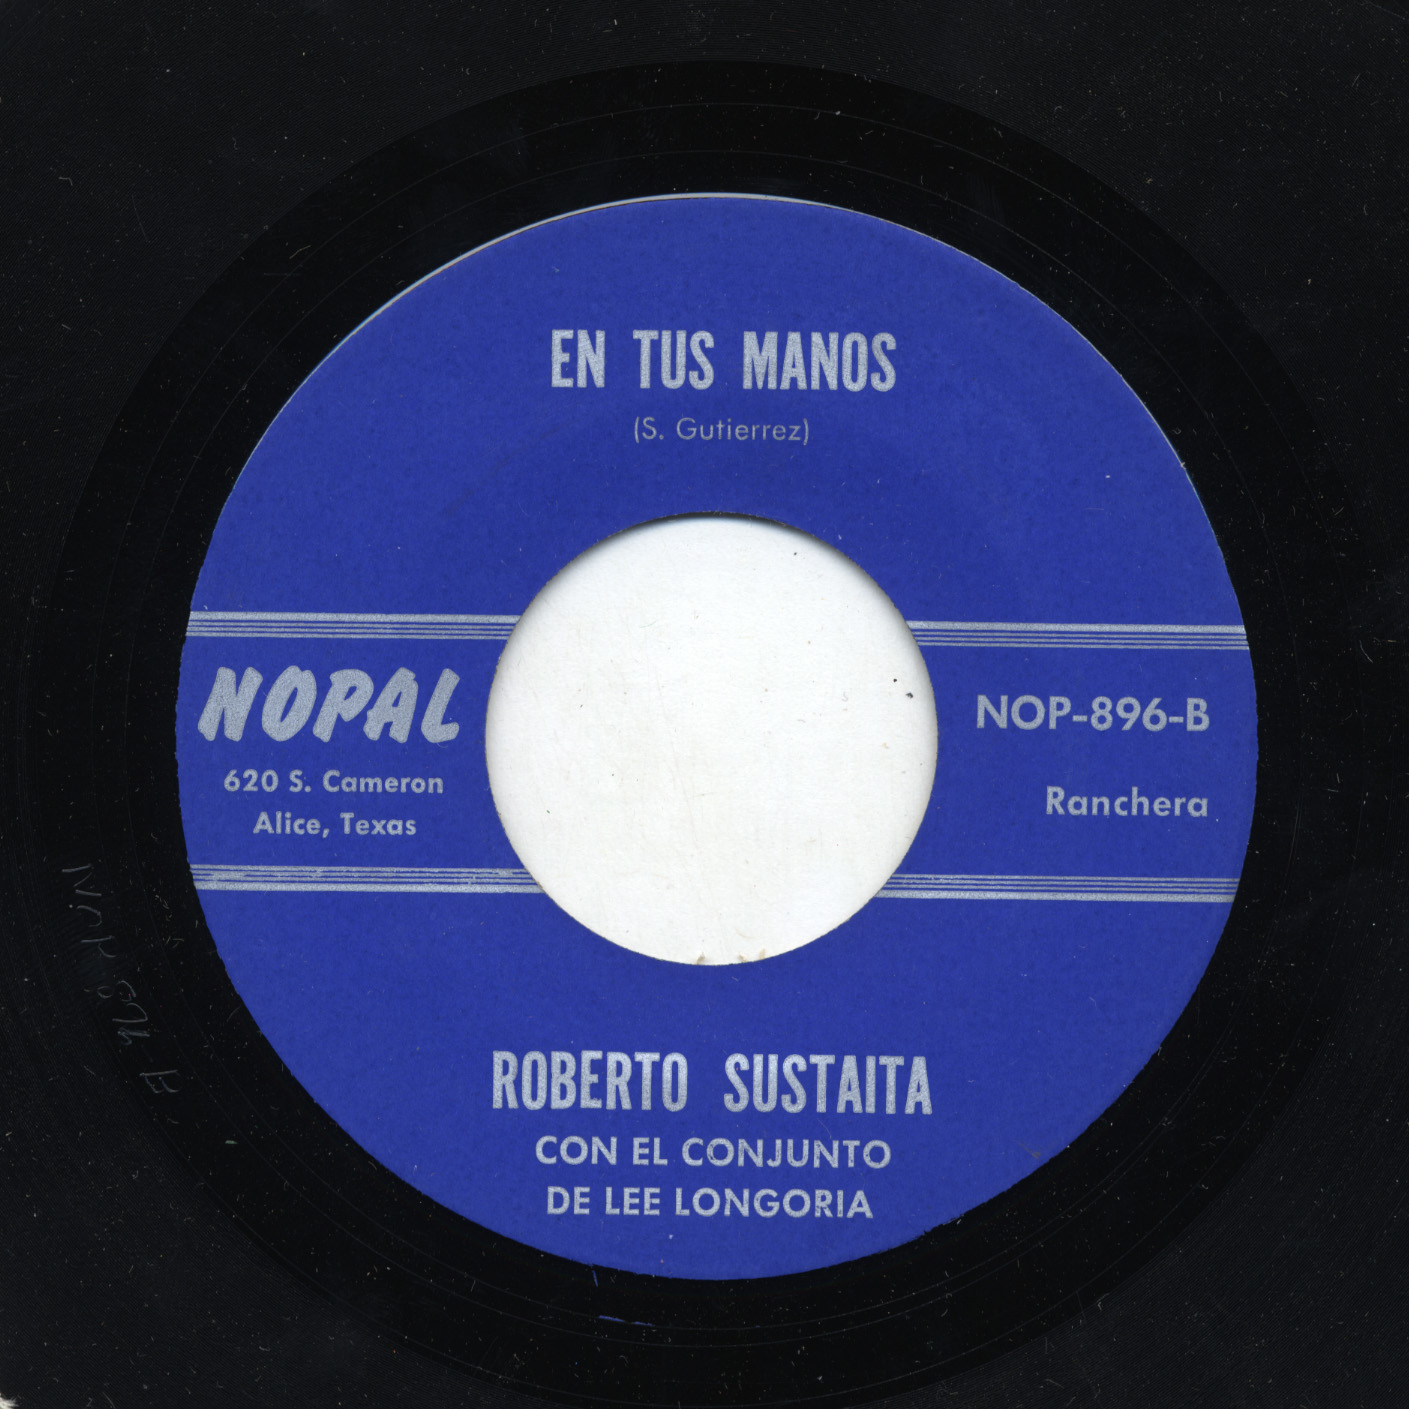 EN TUS MANOS
(S. Gutierrez)
NOPAL
620 S. Cameron
Alice, Texas
NOP-896-B
Ranchera
ROBERTO SUSTAITA
CON EL CONJUNTO
DE LEE LONGORIA